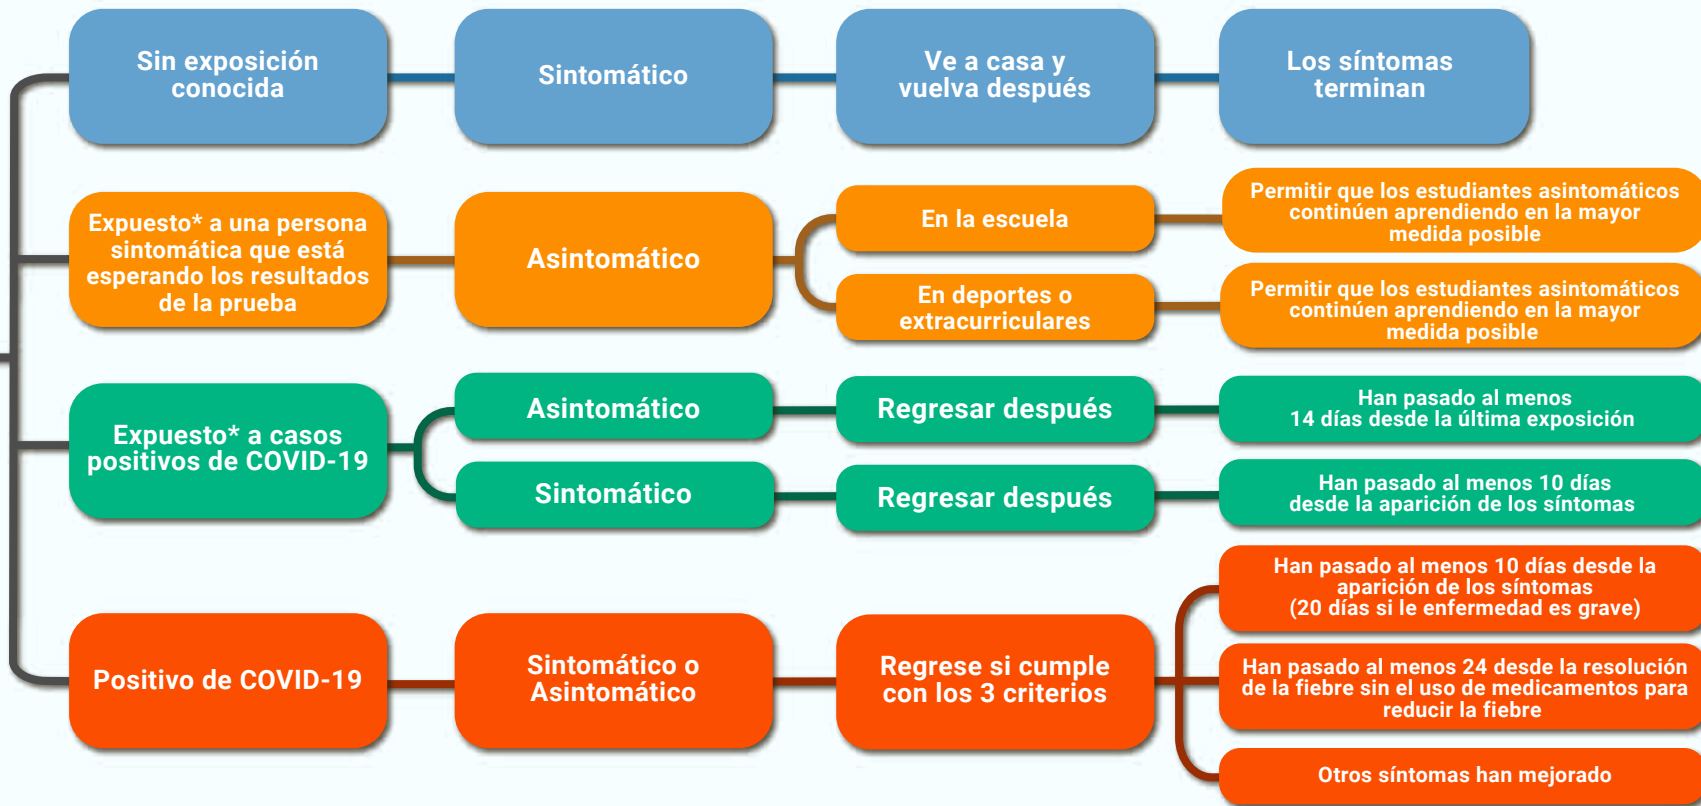 Sin exposición
conocida
Sintomático
Ve a casa y
vuelva después
Los síntomas
terminan
Expuesto* a una persona
sintomática que está
esperando los resultados
de la prueba
Asintomático
En la escuela
Permitir que los estudiantes asintomáticos
continúen aprendiendo en la mayor
medida posible
En deportes o
extracurriculares
Permitir que los estudiantes asintomáticos
continúen aprendiendo en la mayor
medida posible
Expuesto* a casos
positivos de COVID-19
Asintomático
Regresar después
Han pasado al menos
14 días desde la última exposición
Sintomático
Regresar después
Han pasado al menos 10 días
desde la aparición de los síntomas
Positivo de COVID-19
Sintomático o
Asintomático
Regrese si cumple
con los 3 criterios
Han pasado al menos 10 días desde la
aparición de los síntomas
(20 días si le enfermedad es grave)
Han pasado al menos 24 desde la resolución
de la fiebre sin el uso de medicamentos para
reducir la fiebre
Otros síntomas han mejorado